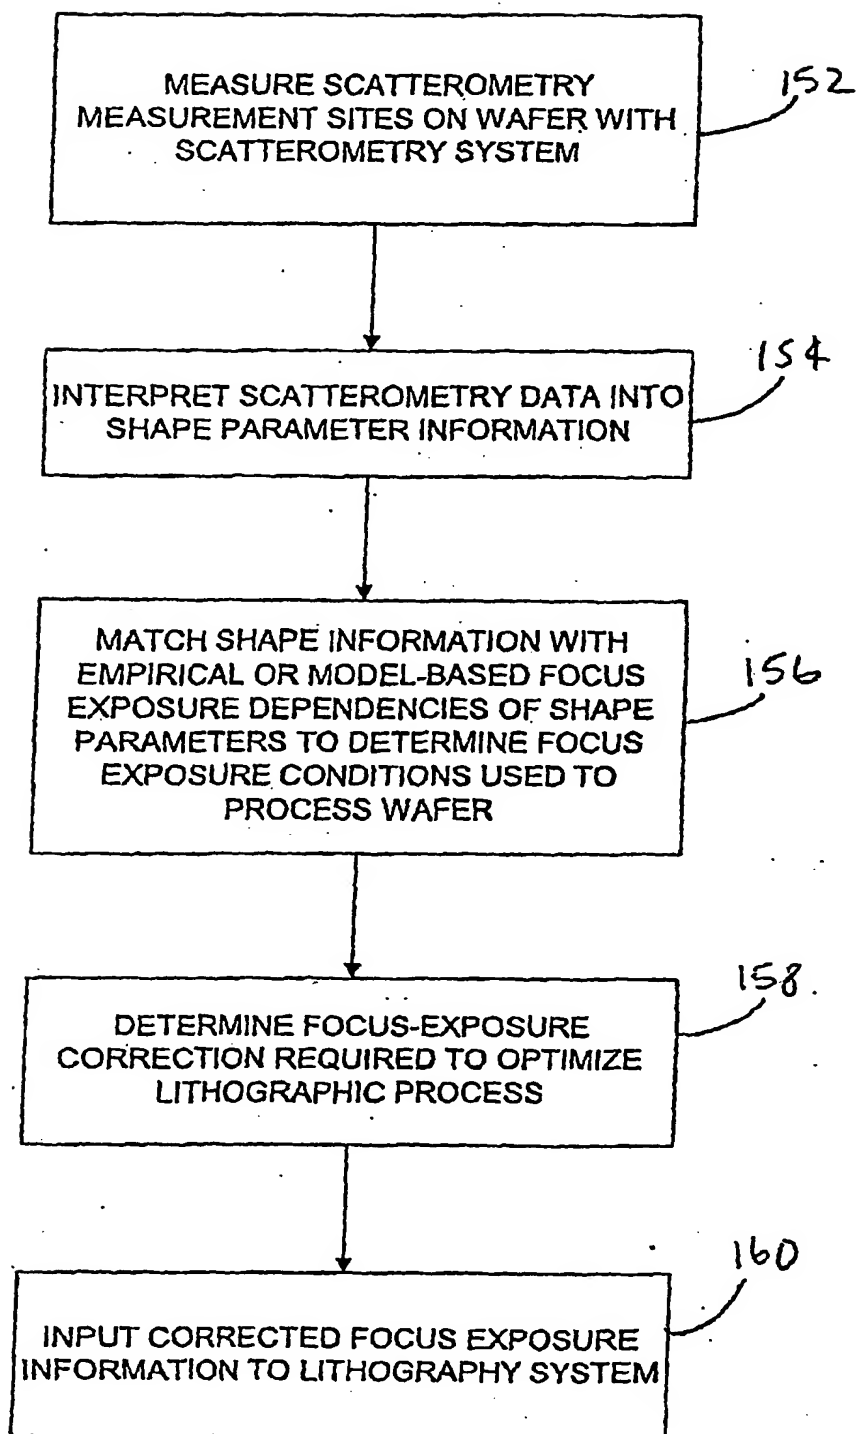 MEASURE SCATTEROMETRY
MEASUREMENT SITES ON WAFER WITH
SCATTEROMETRY SYSTEM
152
INTERPRET SCATTEROMETRY DATA INTO
SHAPE PARAMETER INFORMATION
154
MATCH SHAPE INFORMATION WITH
EMPIRICAL OR MODEL-BASED FOCUS
EXPOSURE DEPENDENCIES OF SHAPE
PARAMETERS TO DETERMINE FOCUS
EXPOSURE CONDITIONS USED TO
PROCESS WAFER
156
DETERMINE FOCUS-EXPOSURE
CORRECTION REQUIRED TO OPTIMIZE
LITHOGRAPHIC PROCESS
158
INPUT CORRECTED FOCUS EXPOSURE
INFORMATION TO LITHOGRAPHY SYSTEM
160